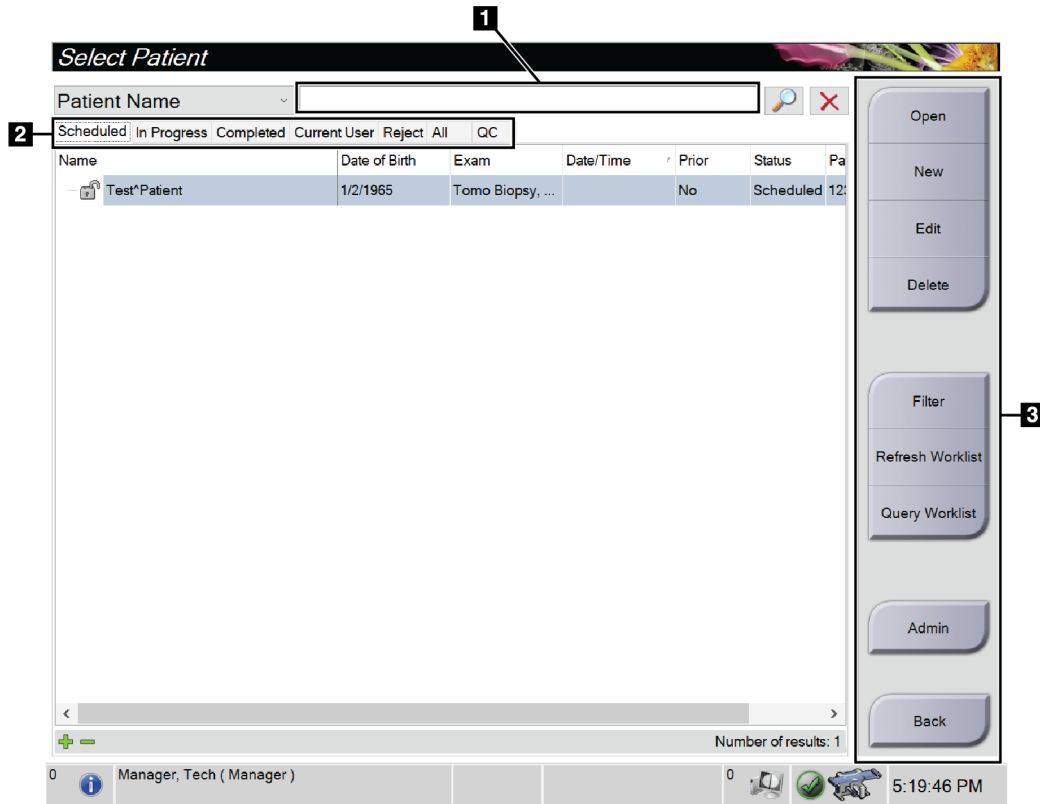 1
Select Patient
Patient Name
2
Scheduled In Progress Completed Current User Reject All QC
Name Date of Birth Exam Date/Time Prior Status Pa
Test^Patient 1/2/1965 Tomo Biopsy, ... No Scheduled 123
Open
New
Edit
Delete
Filter
3
Refresh Worklist
Query Worklist
Admin
Back
Number of results: 1
0 Manager, Tech ( Manager ) 0 5:19:46 PM